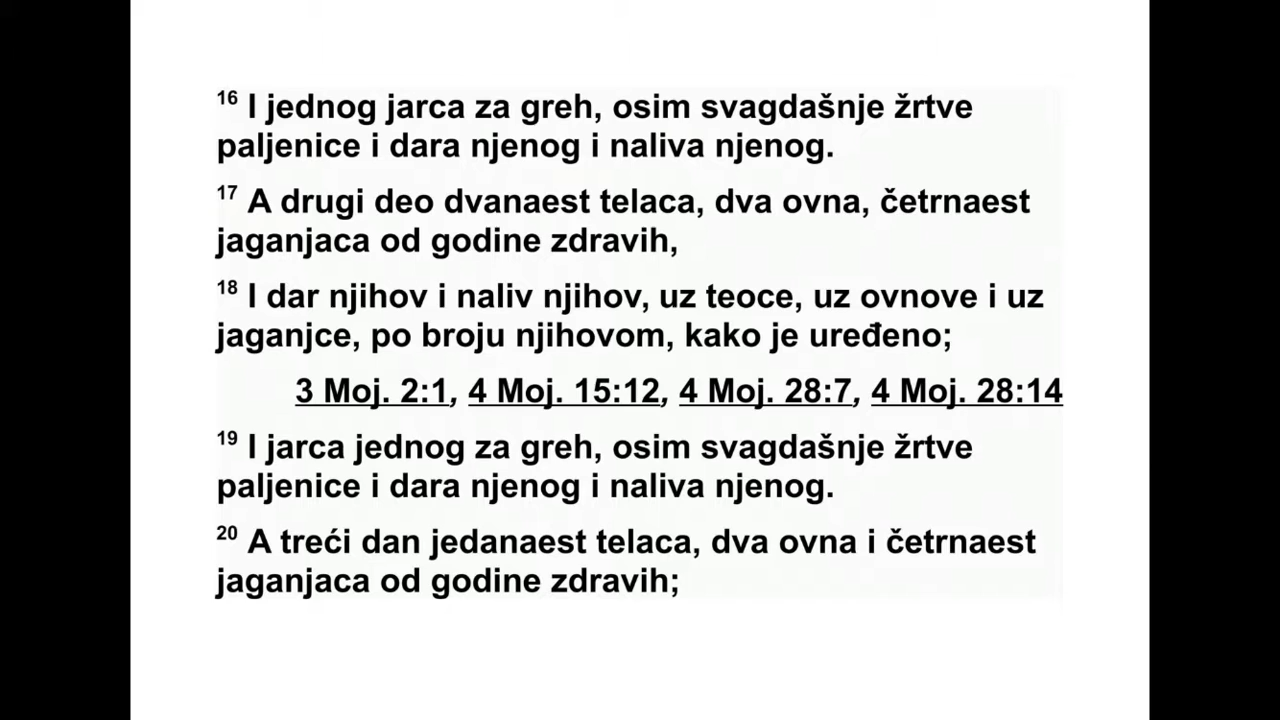 16 I jednog jarca za greh, osim svagdašnje žrtve
paljenice i dara njenog i naliva njenog.
17 A drugi deo dvanaest telaca, dva ovna, četrnaest
jaganjaca od godine zdravih,
18 I dar njihov i naliv njihov, uz teoce, uz ovnove i uz
jaganjce, po broju njihovom, kako je uređeno;
3 Moj. 2:1, 4 Moj. 15:12, 4 Moj. 28:7, 4 Moj. 28:14
19 I jarca jednog za greh, osim svagdašnje žrtve
paljenice i dara njenog i naliva njenog.
20 A treći dan jedanaest telaca, dva ovna i četrnaest
jaganjaca od godine zdravih;